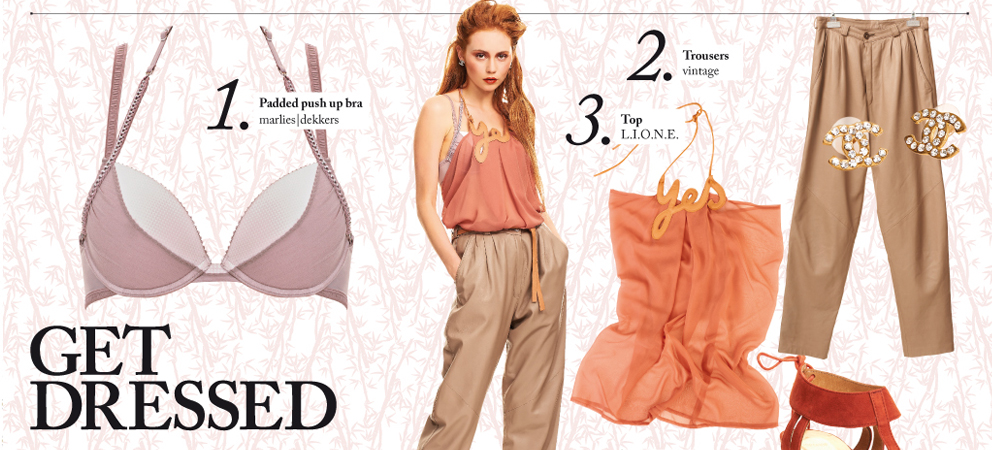 1.
Padded push up bra
marlies|dekkers
2.
Trousers
vintage
3.
Top
L.I.O.N.E.
yes
yes
GET
DRESSED